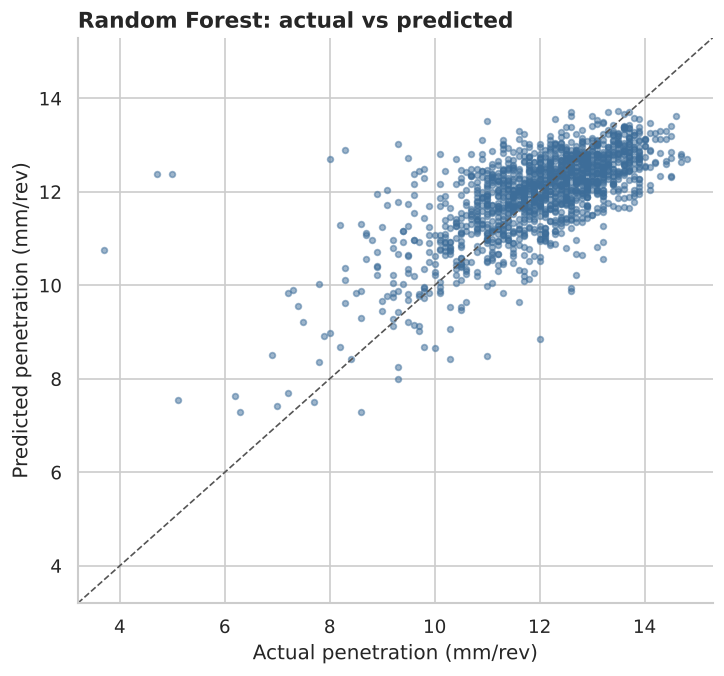 Random Forest: actual vs predicted
14
12
10
8
6
4
Predicted penetration (mm/rev)
4 6 8 10 12 14
Actual penetration (mm/rev)